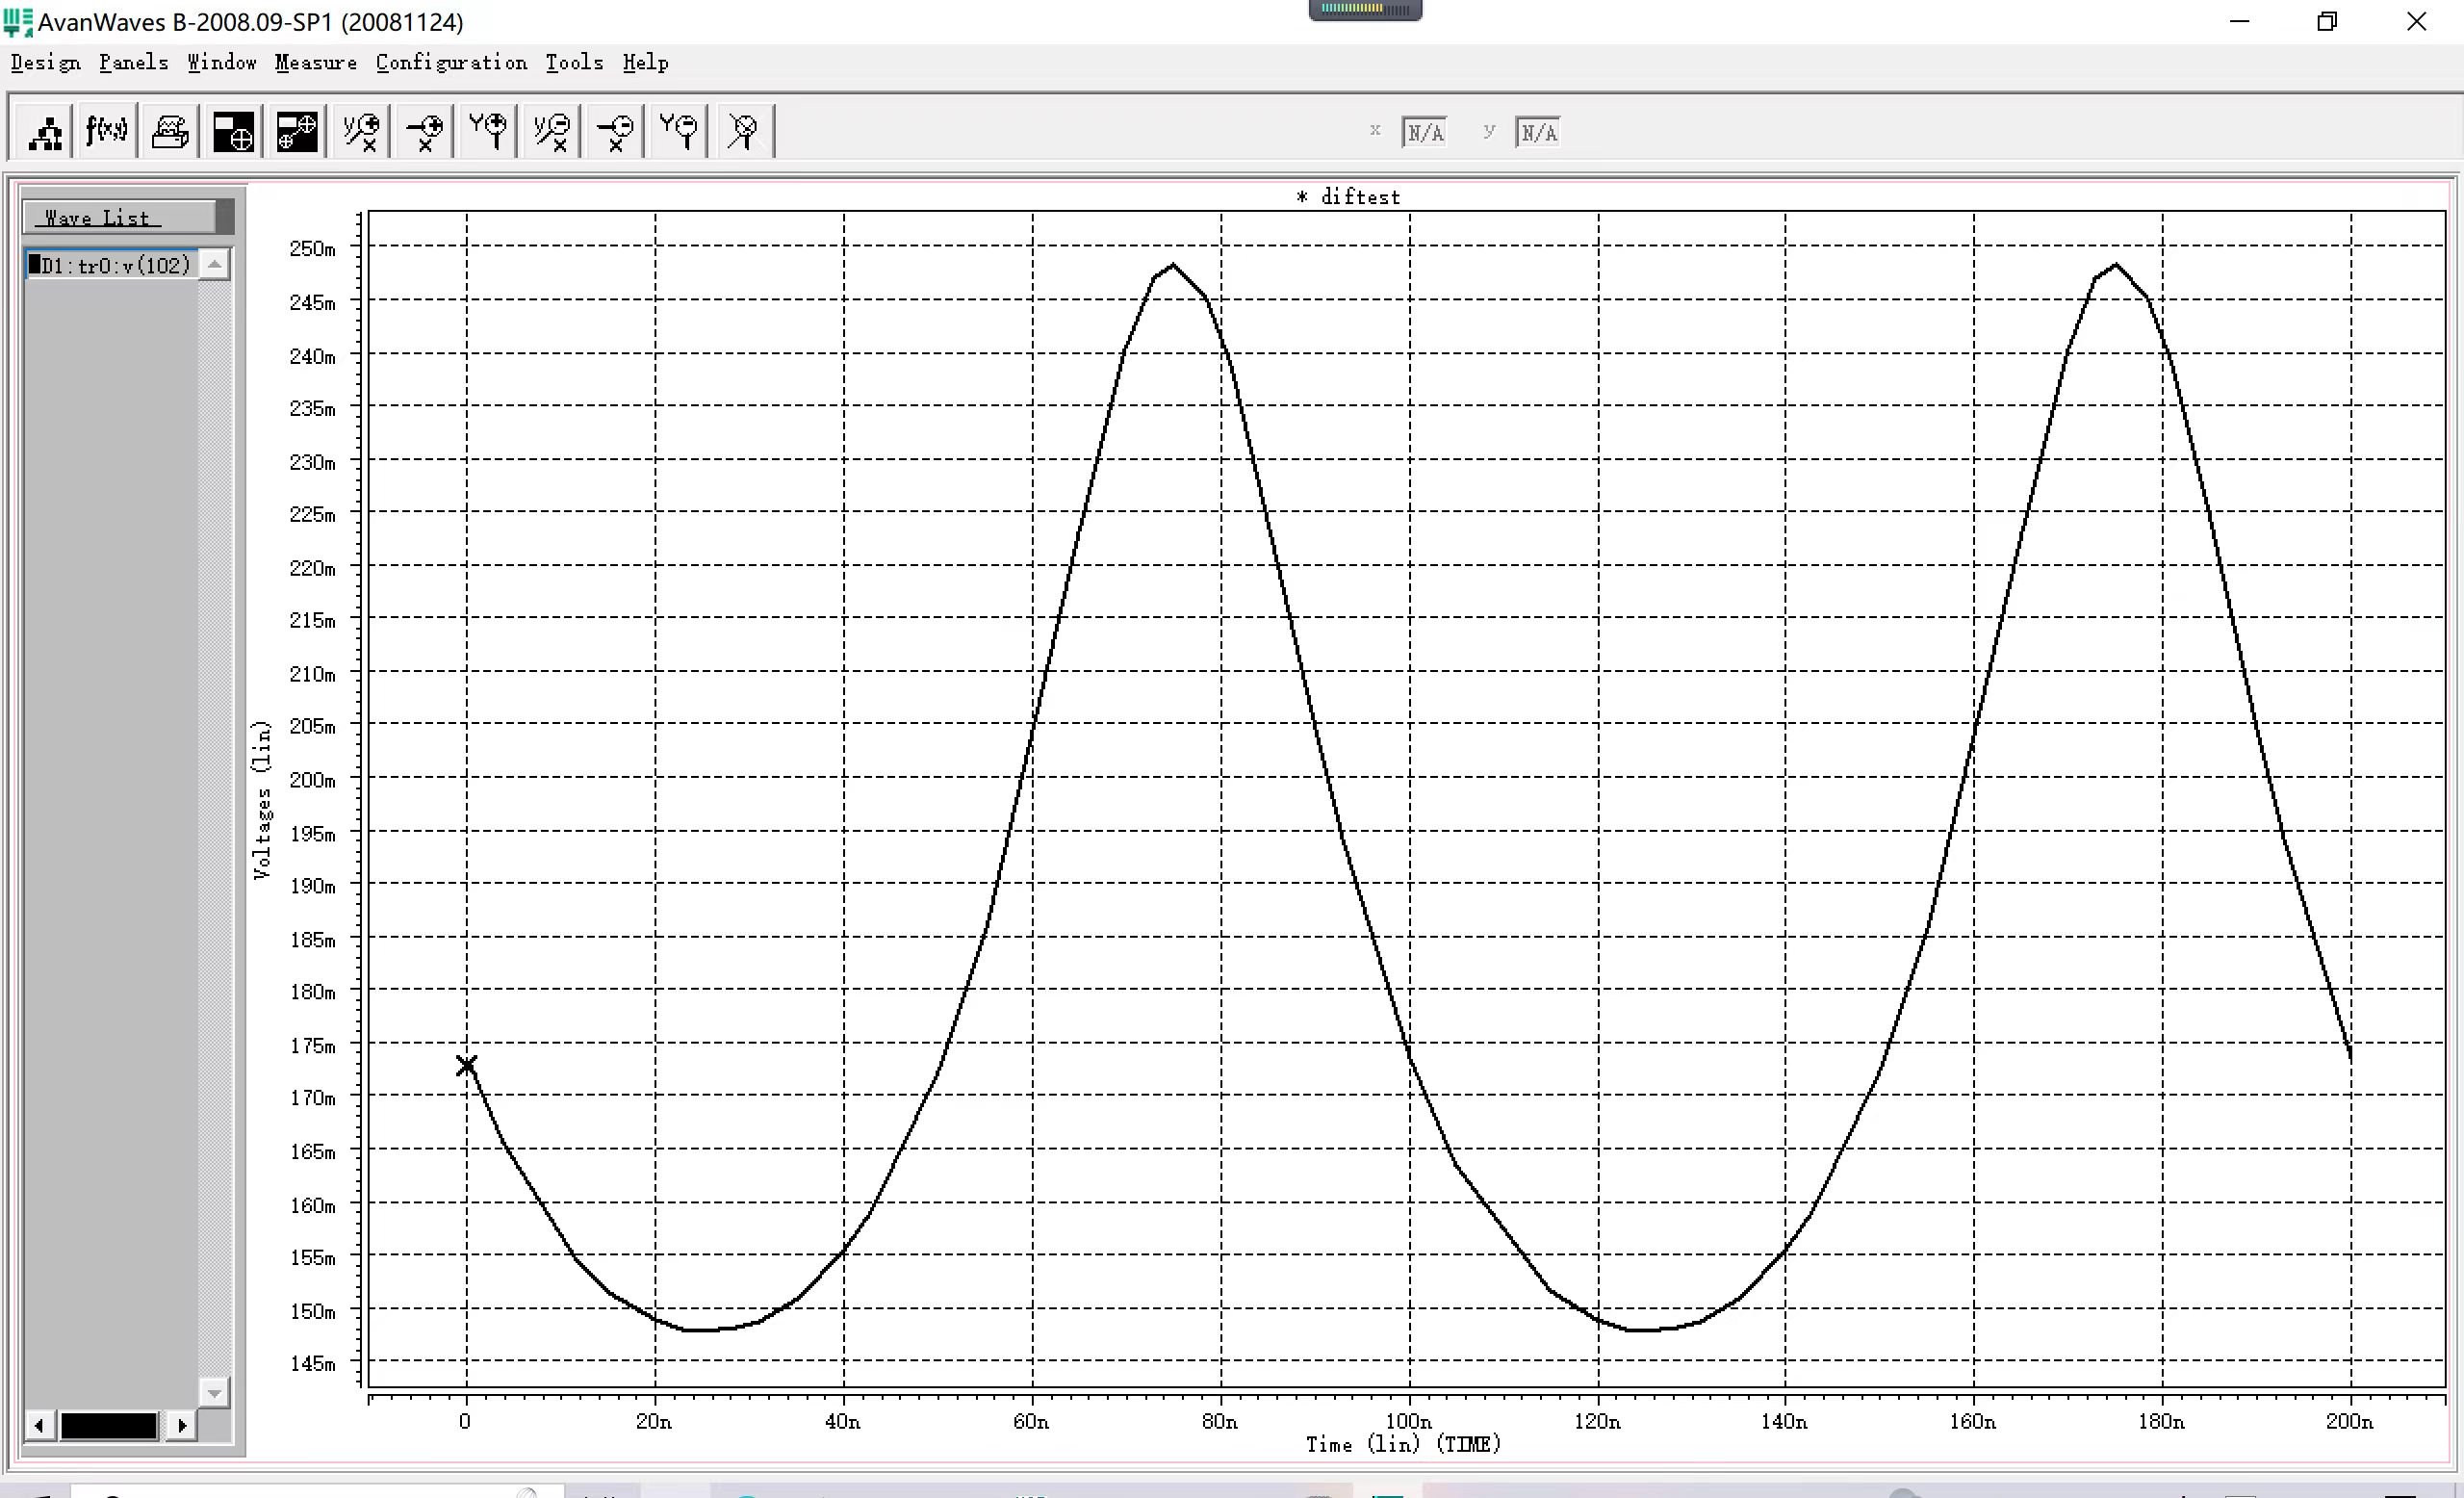 AvanWaves B-2008.09-SP1 (20081124)
Design Panels Window Measure Configuration Tools Help
f(x,y)
x N/A y N/A
* diftest
Wave List
D1:tr0:v(102)
Voltages (lin)
250m
245m
240m
235m
230m
225m
220m
215m
210m
205m
200m
195m
190m
185m
180m
175m
170m
165m
160m
155m
150m
145m
0 20n 40n 60n 80n 100n 120n 140n 160n 180n 200n
Time (lin) (TIME)